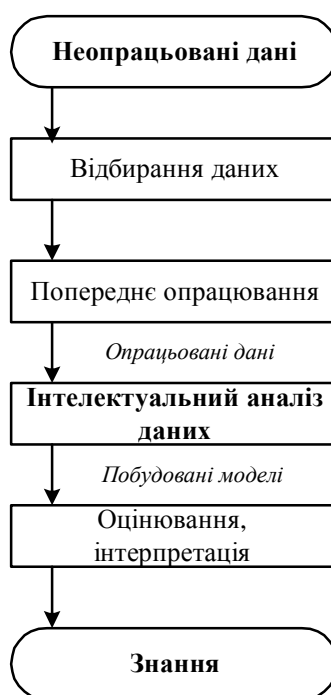 Неопрацьовані дані
Відбирання даних
Попереднє опрацювання
Опрацьовані дані
Інтелектуальний аналіз
даних
Побудовані моделі
Оцінювання,
інтерпретація
Знання